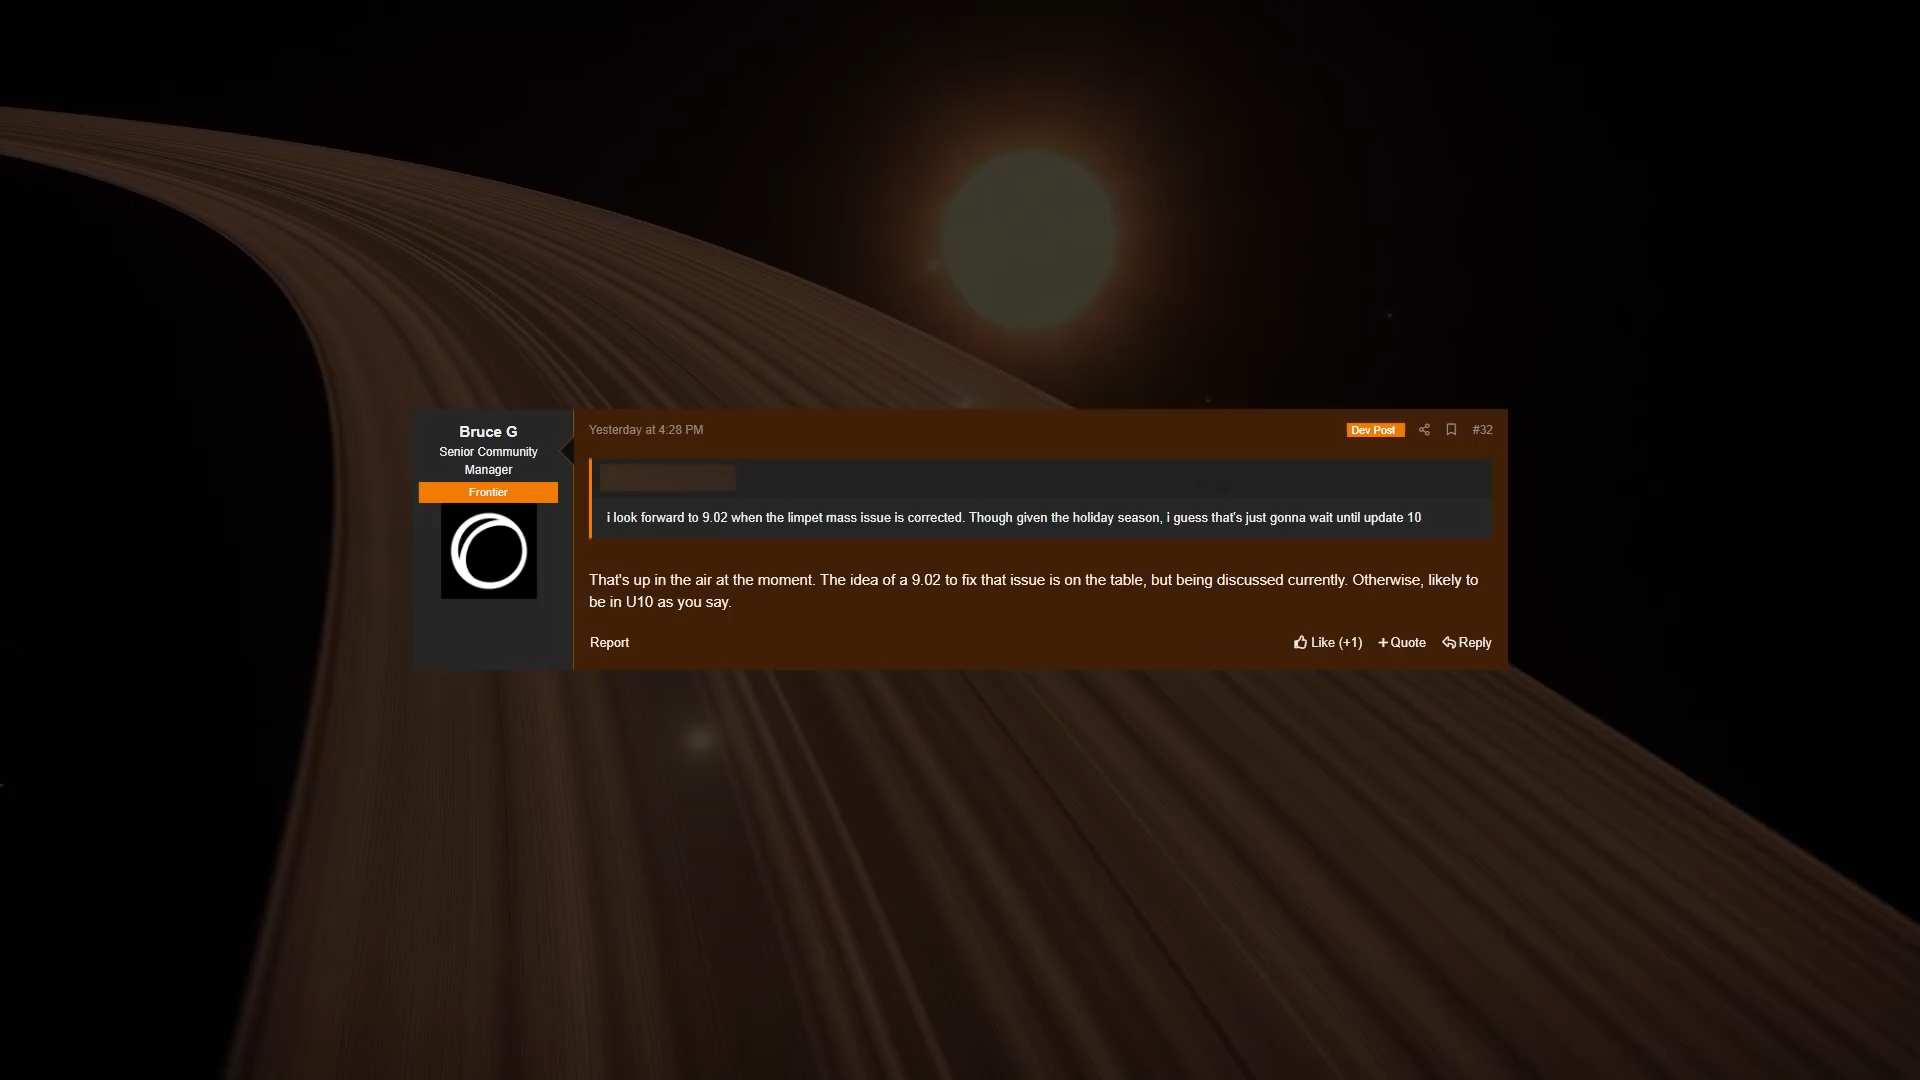 Bruce G
Senior Community
Manager
Frontier
Yesterday at 4:28 PM
Dev Post
#32
i look forward to 9.02 when the limpet mass issue is corrected. Though given the holiday season, i guess that's just gonna wait until update 10
That's up in the air at the moment. The idea of a 9.02 to fix that issue is on the table, but being discussed currently. Otherwise, likely to
be in U10 as you say.
Report
Like (+1)
+Quote
Reply